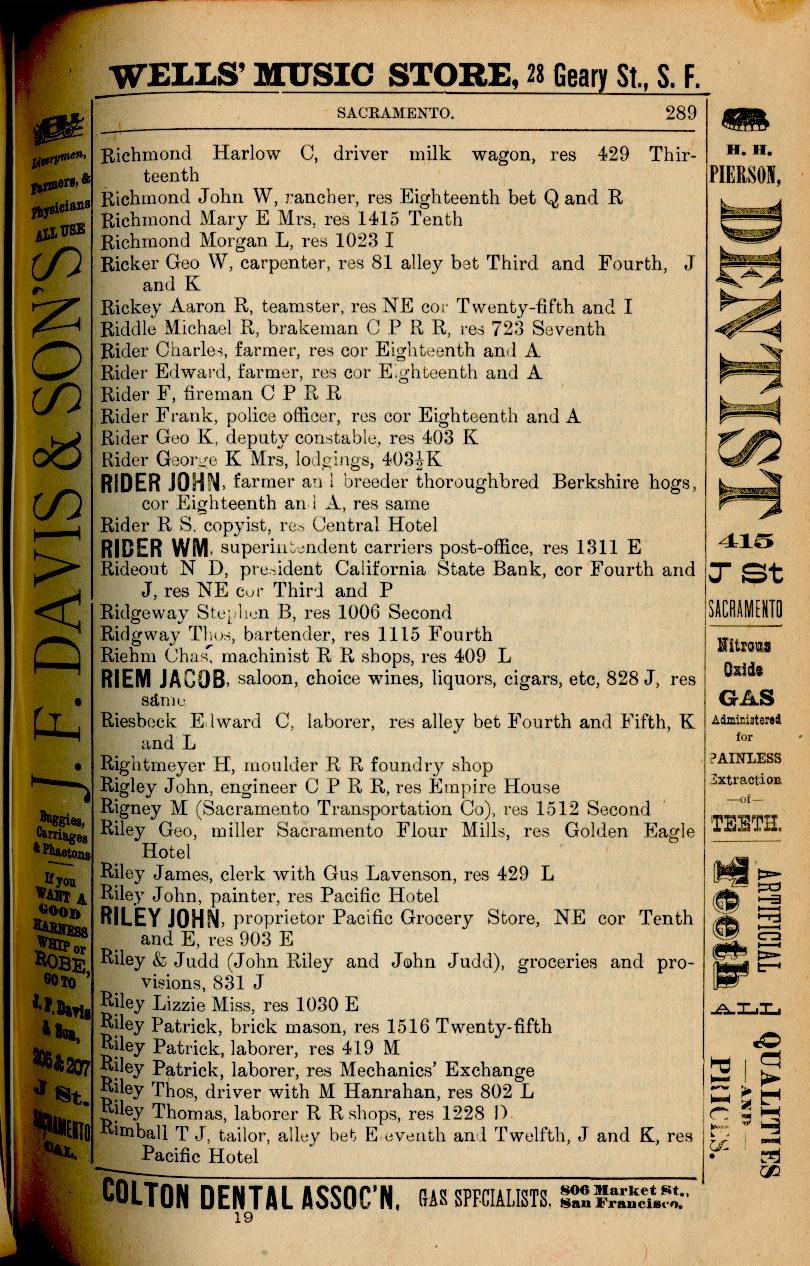 WELLS' MUSIC STORE, 28 Geary St., S. F.
SACRAMENTO. 289
Richmond Harlow C, driver milk wagon, res 429 Thir-
teenth
Richmond John W, rancher, res Eighteenth bet Q and R
Richmond Mary E Mrs, res 1415 Tenth
Richmond Morgan L, res 1023 I
Ricker Geo W, carpenter, res 81 alley bet Third and Fourth, J
and K
Rickey Aaron R, teamster, res NE cor Twenty-fifth and I
Riddle Michael R, brakeman C P R R, res 723 Seventh
Rider Charles, farmer, res cor Eighteenth and A
Rider Edward, farmer, res cor Eighteenth and A
Rider F, fireman C P R R
Rider Frank, police officer, res cor Eighteenth and A
Rider Geo K, deputy constable, res 403 K
Rider George K Mrs, lodgings, 403½ K
RIDER JOHN, farmer and breeder thoroughbred Berkshire hogs,
cor Eighteenth and A, res same
Rider R S, copyist, res Central Hotel
RIDER WM, superintendent carriers post-office, res 1311 E
Rideout N D, president California State Bank, cor Fourth and
J, res NE cor Third and P
Ridgeway Stephen B, res 1006 Second
Ridgway Thos, bartender, res 1115 Fourth
Riehm Chas, machinist R R shops, res 409 L
RIEM JACOB, saloon, choice wines, liquors, cigars, etc, 828 J, res
same
Riesbeck Edward C, laborer, res alley bet Fourth and Fifth, K
and L
Rightmeyer H, moulder R R foundry shop
Rigley John, engineer C P R R, res Empire House
Rigney M (Sacramento Transportation Co), res 1512 Second
Riley Geo, miller Sacramento Flour Mills, res Golden Eagle
Hotel
Riley James, clerk with Gus Lavenson, res 429 L
Riley John, painter, res Pacific Hotel
RILEY JOHN, proprietor Pacific Grocery Store, NE cor Tenth
and E, res 903 E
Riley & Judd (John Riley and John Judd), groceries and pro-
visions, 831 J
Riley Lizzie Miss, res 1030 E
Riley Patrick, brick mason, res 1516 Twenty-fifth
Riley Patrick, laborer, res 419 M
Riley Patrick, laborer, res Mechanics' Exchange
Riley Thos, driver with M Hanrahan, res 802 L
Riley Thomas, laborer R R shops, res 1228 D
Rimball T J, tailor, alley bet Eleventh and Twelfth, J and K, res
Pacific Hotel
COLTON DENTAL ASSOC'N. GAS SPECIALISTS, 806 Market St., San Francisco.
19
Liverymen,
Farmers, &
Physicians
ALL USE
J. F. DAVIS & SON'S
Buggies,
Carriages
& Phaetons
If you
WANT A
GOOD
HARNESS
WHIP or
ROBE,
GO TO
J. F. Davis
& Son,
205 & 207
J St.
SACRAMENTO
CAL.
H. H.
PIERSON,
DENTIST
415
J St
SACRAMENTO
Nitrous
Oxide
GAS
Administered
for
PAINLESS
Extraction
—of—
TEETH.
ARTIFICIAL
Teeth
ALL
QUALITIES
—AND—
PRICES.